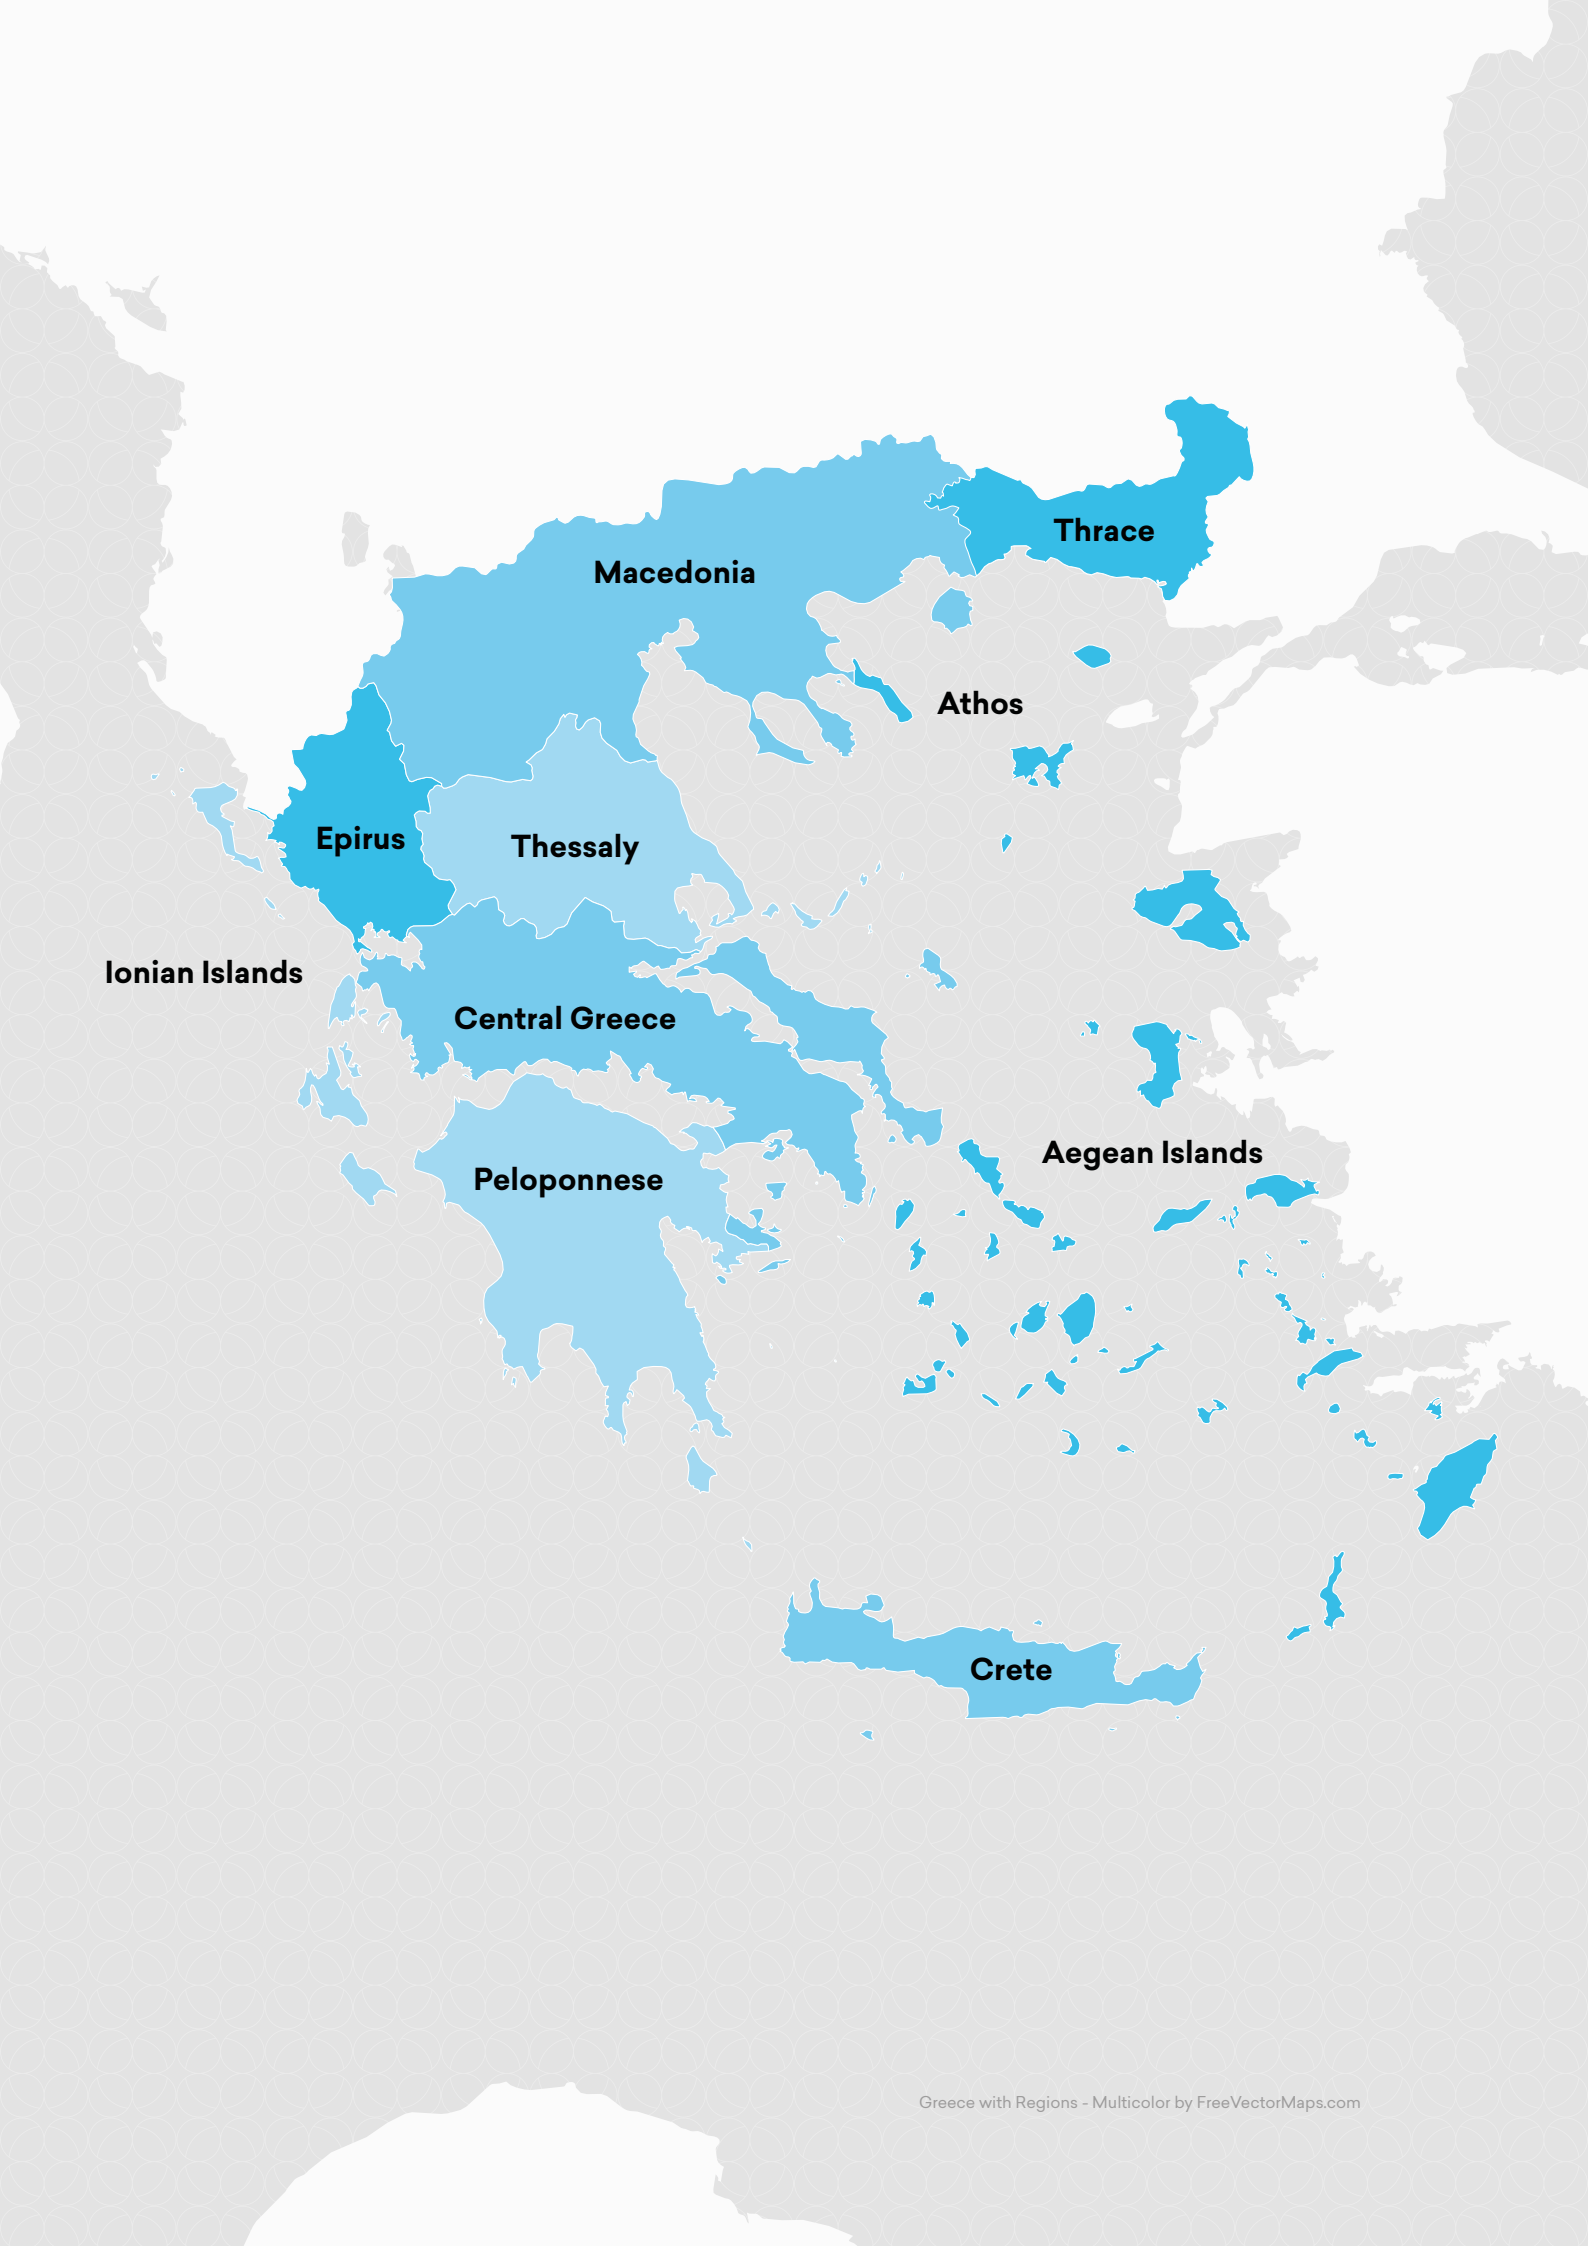 Thrace
Macedonia
Athos
Epirus
Thessaly
Ionian Islands
Central Greece
Aegean Islands
Peloponnese
Crete
Greece with Regions - Multicolor by FreeVectorMaps.com